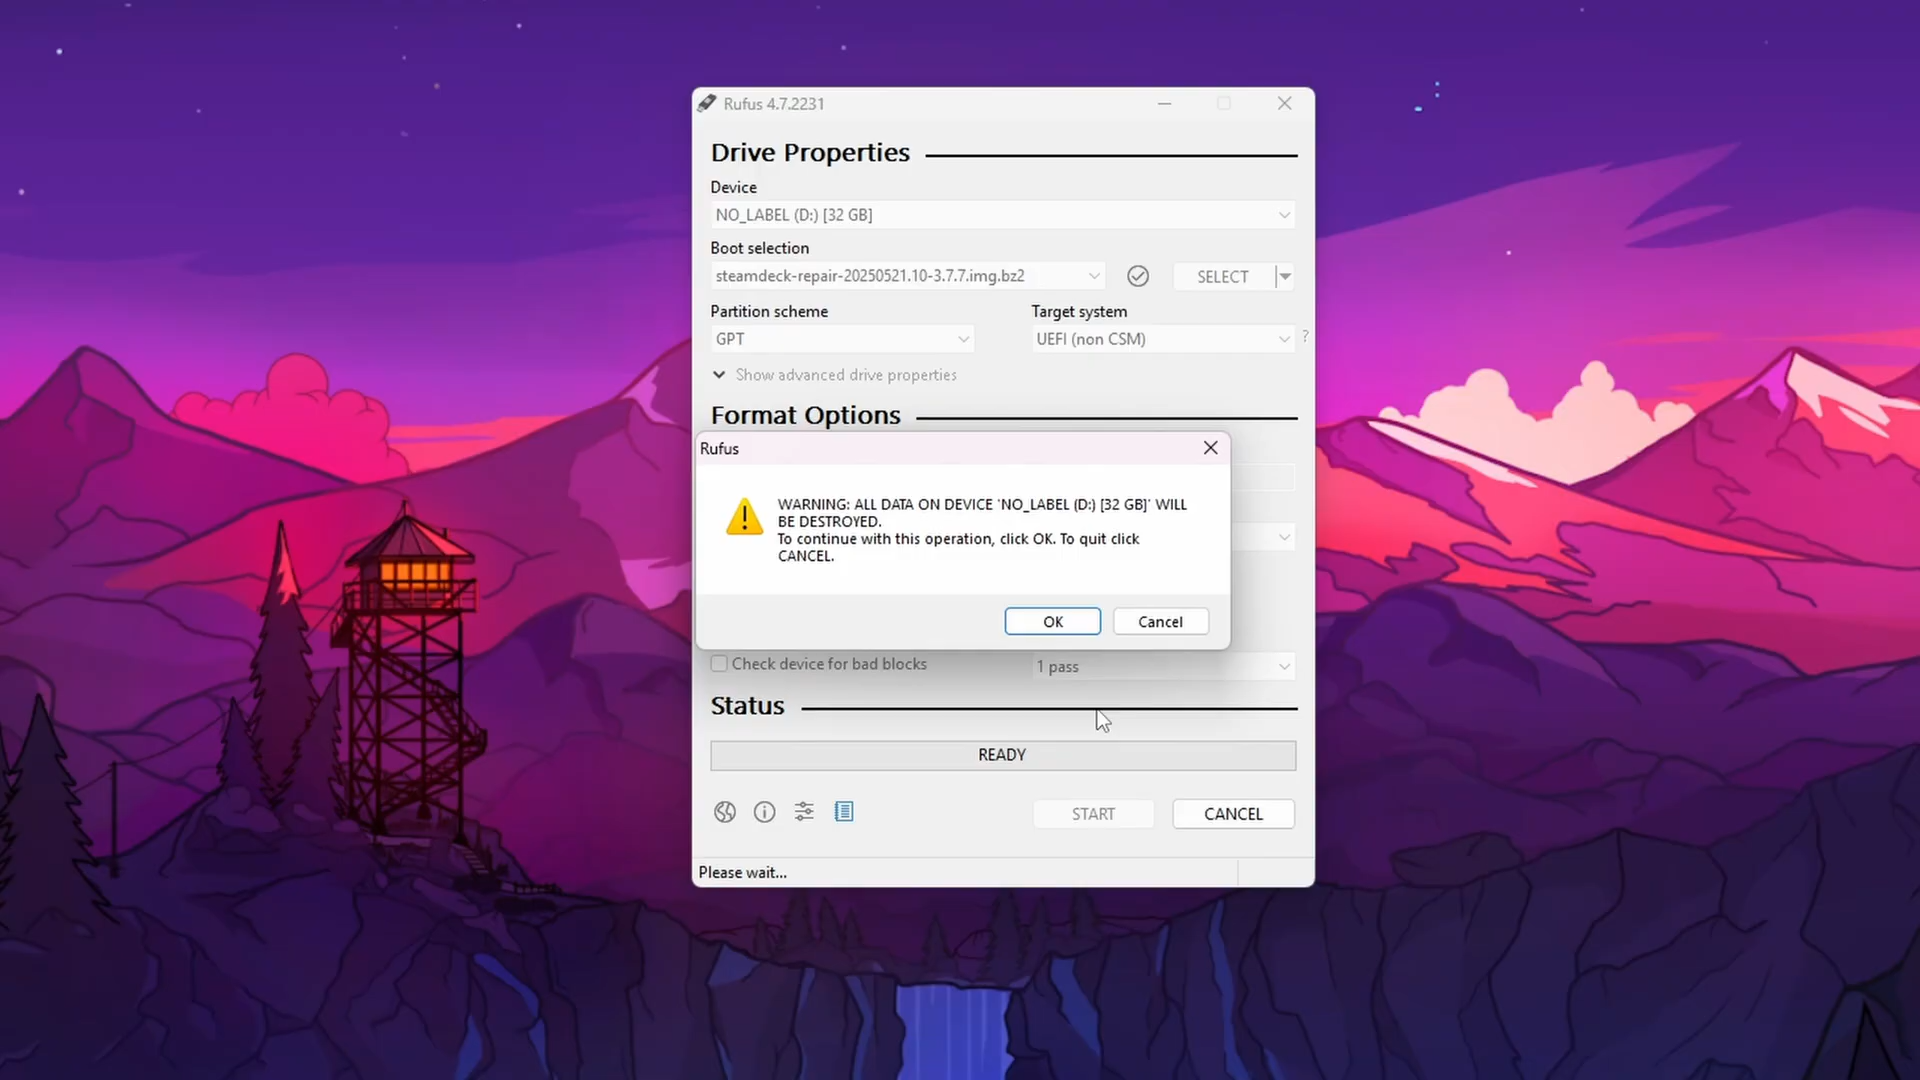 Rufus 4.7.2231
Drive Properties
Device
NO_LABEL (D:) [32 GB]
Boot selection
steamdeck-repair-20250521.10-3.7.7.img.bz2
SELECT
Partition scheme
Target system
GPT
UEFI (non CSM)
?
Show advanced drive properties
Format Options
Rufus
WARNING: ALL DATA ON DEVICE 'NO_LABEL (D:) [32 GB]' WILL
BE DESTROYED.
To continue with this operation, click OK. To quit click
CANCEL.
OK
Cancel
Check device for bad blocks
1 pass
Status
READY
START
CANCEL
Please wait...